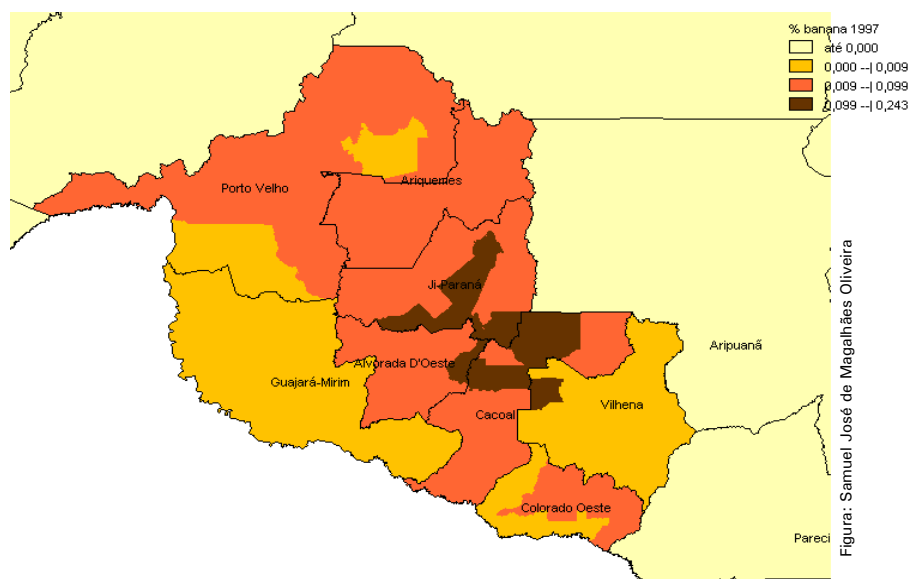 % banana 1997
até 0,000
0,000 --| 0,009
0,009 --| 0,099
0,099 --| 0,243
Porto Velho
Ariquemes
Ji-Paraná
Alvorada D'Oeste
Guajará-Mirim
Cacoal
Vilhena
Aripuanã
Colorado Oeste
Pareci
Figura: Samuel José de Magalhães Oliveira